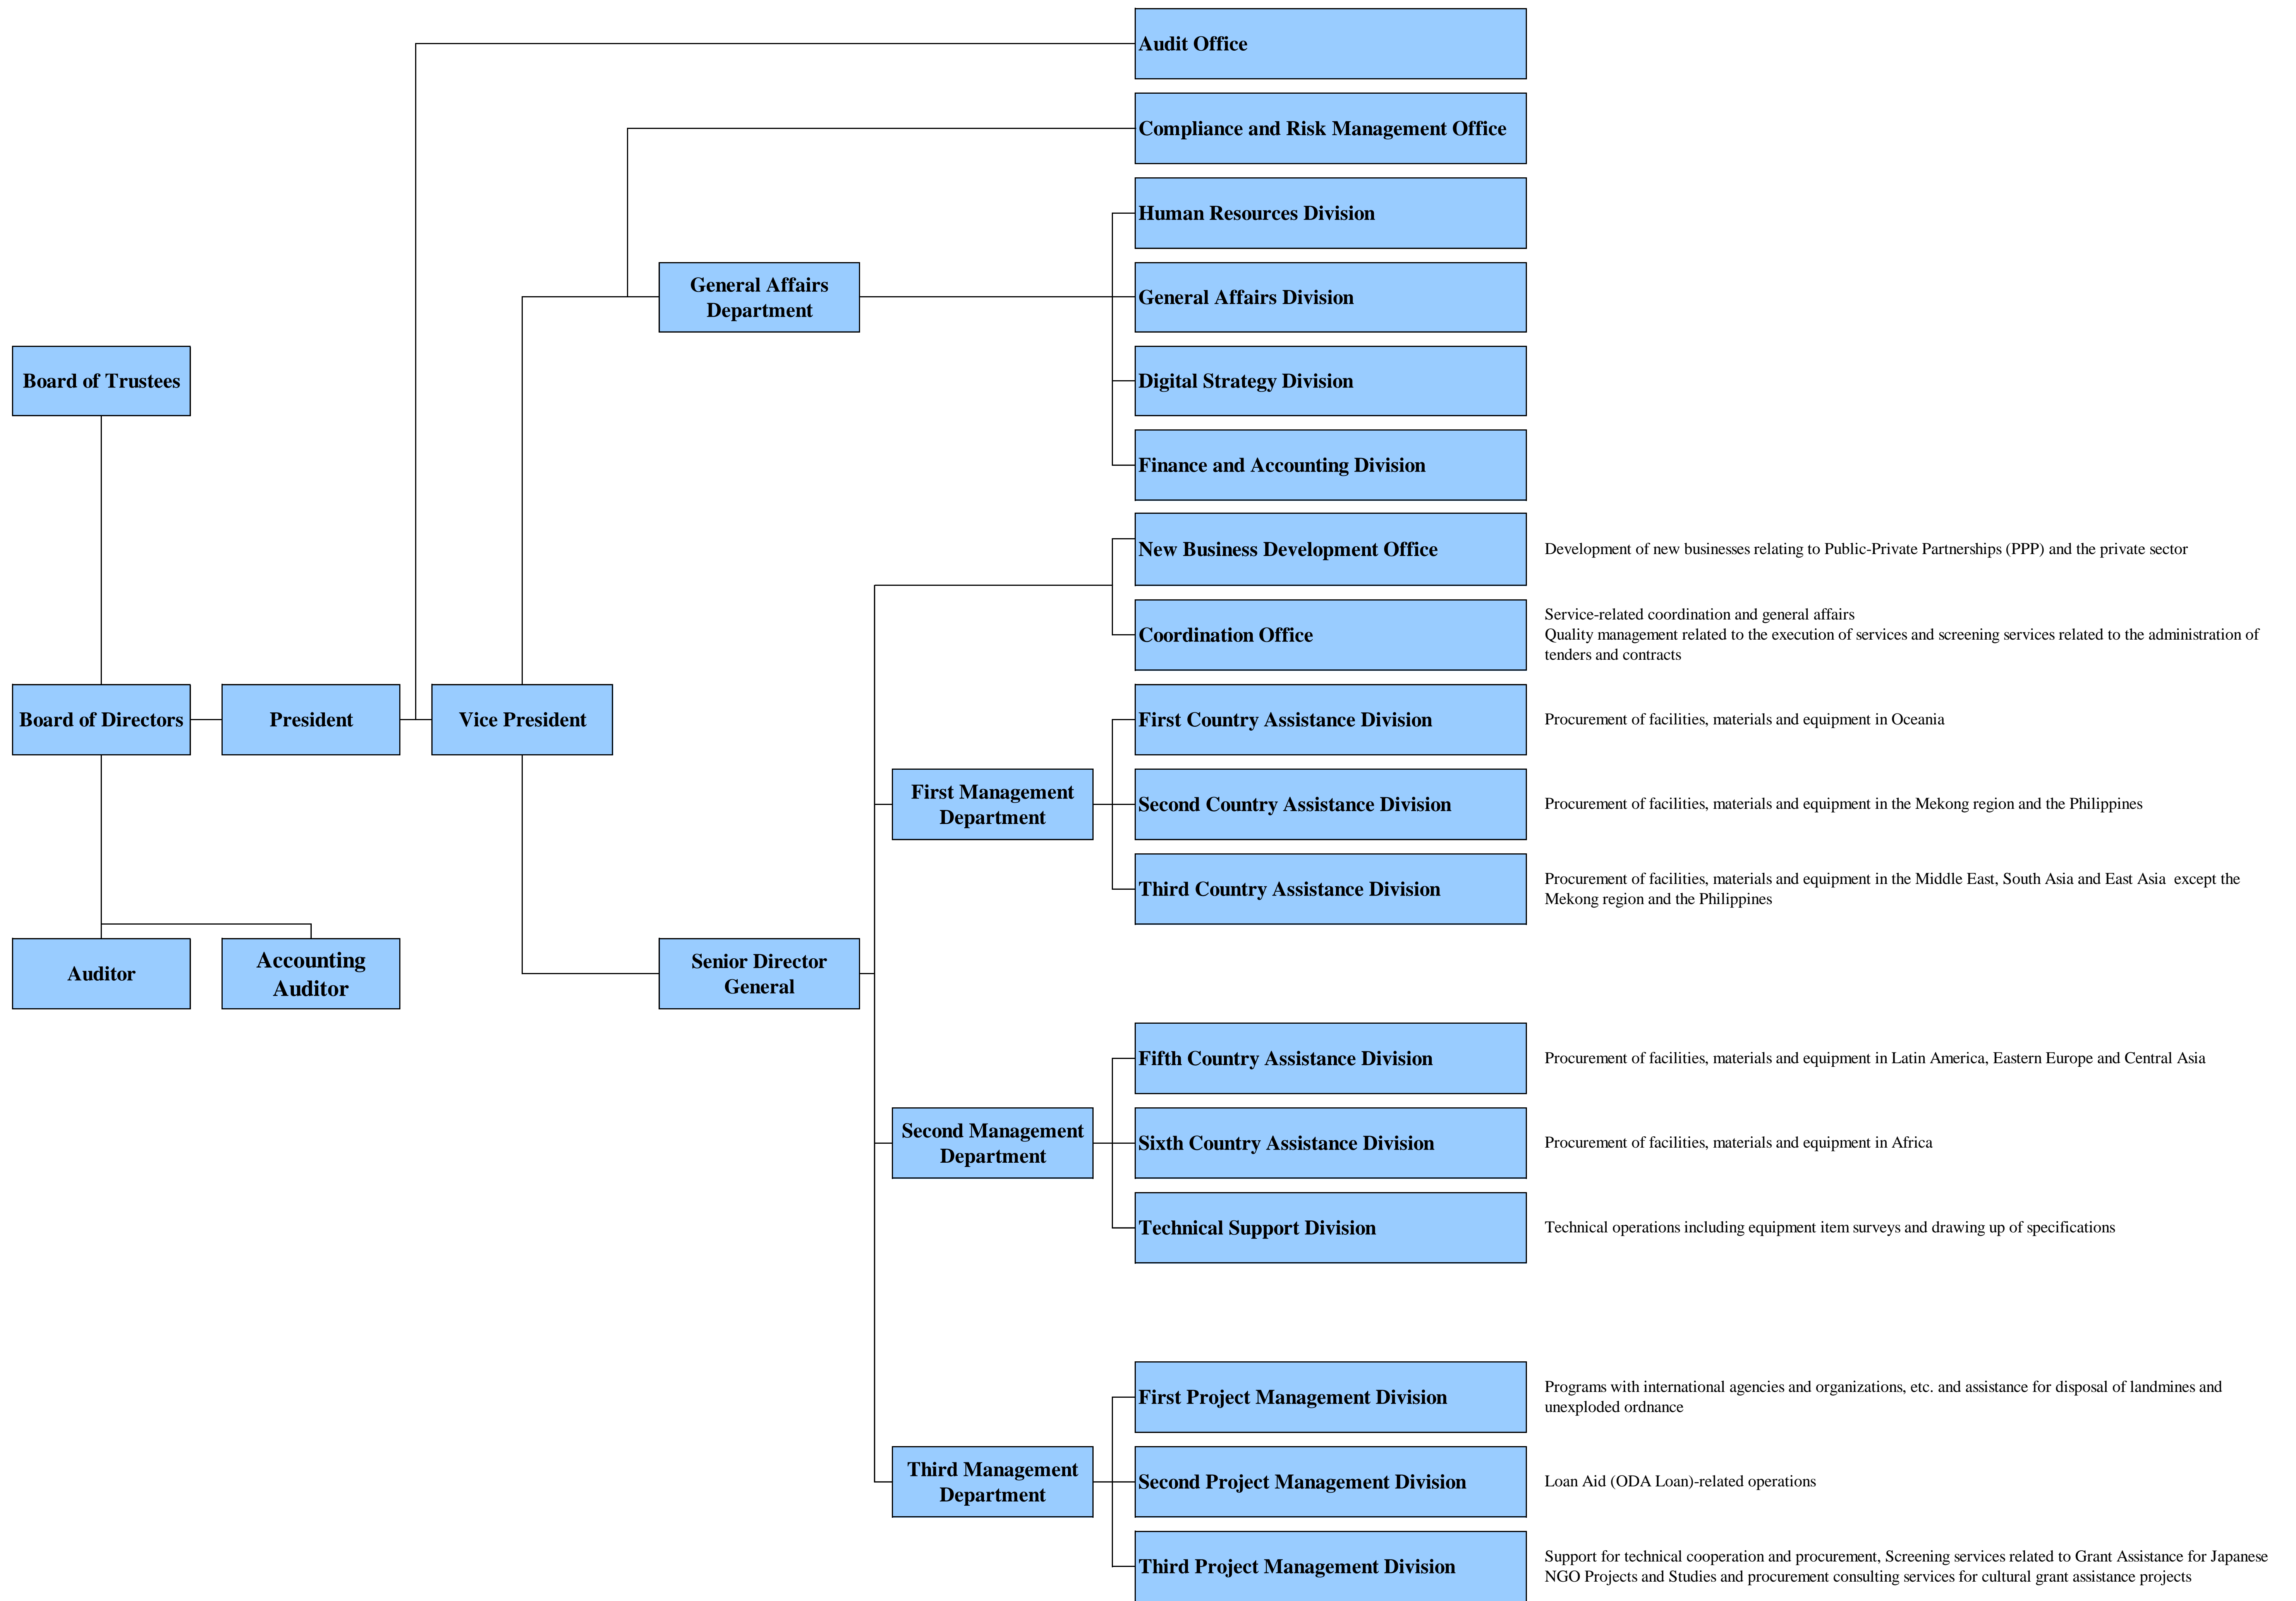 Audit Office
Compliance and Risk Management Office
Human Resources Division
General Affairs
Department
General Affairs Division
Board of Trustees
Digital Strategy Division
Finance and Accounting Division
New Business Development Office
Development of new businesses relating to Public-Private Partnerships (PPP) and the private sector
Coordination Office
Service-related coordination and general affairs
Quality management related to the execution of services and screening services related to the administration of
tenders and contracts
Board of Directors
President
Vice President
First Country Assistance Division
Procurement of facilities, materials and equipment in Oceania
First Management
Department
Second Country Assistance Division
Procurement of facilities, materials and equipment in the Mekong region and the Philippines
Third Country Assistance Division
Procurement of facilities, materials and equipment in the Middle East, South Asia and East Asia  except the
Mekong region and the Philippines
Auditor
Accounting
Auditor
Senior Director
General
Fifth Country Assistance Division
Procurement of facilities, materials and equipment in Latin America, Eastern Europe and Central Asia
Second Management
Department
Sixth Country Assistance Division
Procurement of facilities, materials and equipment in Africa
Technical Support Division
Technical operations including equipment item surveys and drawing up of specifications
First Project Management Division
Programs with international agencies and organizations, etc. and assistance for disposal of landmines and
unexploded ordnance
Third Management
Department
Second Project Management Division
Loan Aid (ODA Loan)-related operations
Third Project Management Division
Support for technical cooperation and procurement, Screening services related to Grant Assistance for Japanese
NGO Projects and Studies and procurement consulting services for cultural grant assistance projects